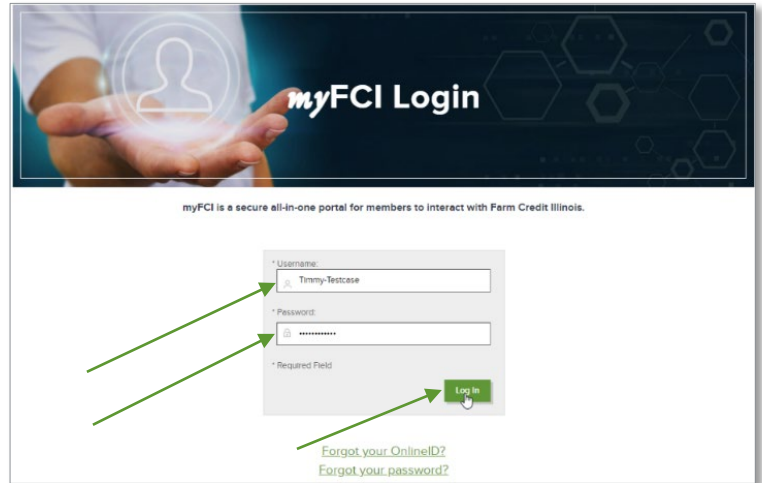 myFCI Login
myFCI is a secure all-in-one portal for members to interact with Farm Credit Illinois.
* Username:
Timmy-Testcase
* Password:
••••••••••••
* Required Field
Log In
Forgot your OnlineID?
Forgot your password?